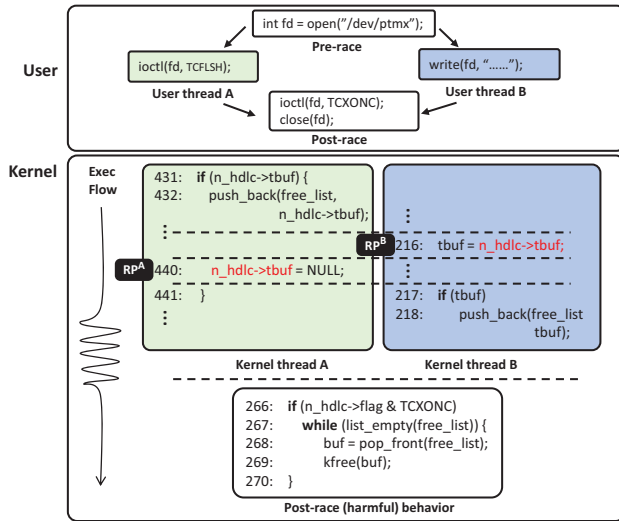 int fd = open("/dev/ptmx");
Pre-race
User
ioctl(fd, TCFLSH);
write(fd, "……");
User thread A
User thread B
ioctl(fd, TCXONC);
close(fd);
Post-race
Kernel
Exec
Flow
431: if (n_hdlc->tbuf) {
432: push_back(free_list,
n_hdlc->tbuf);
⋮
⋮
RP^B
216: tbuf = n_hdlc->tbuf;
RP^A
440: n_hdlc->tbuf = NULL;
⋮
441: }
217: if (tbuf)
⋮
218: push_back(free_list
tbuf);
Kernel thread A
Kernel thread B
266: if (n_hdlc->flag & TCXONC)
267: while (list_empty(free_list)) {
268: buf = pop_front(free_list);
269: kfree(buf);
270: }
Post-race (harmful) behavior